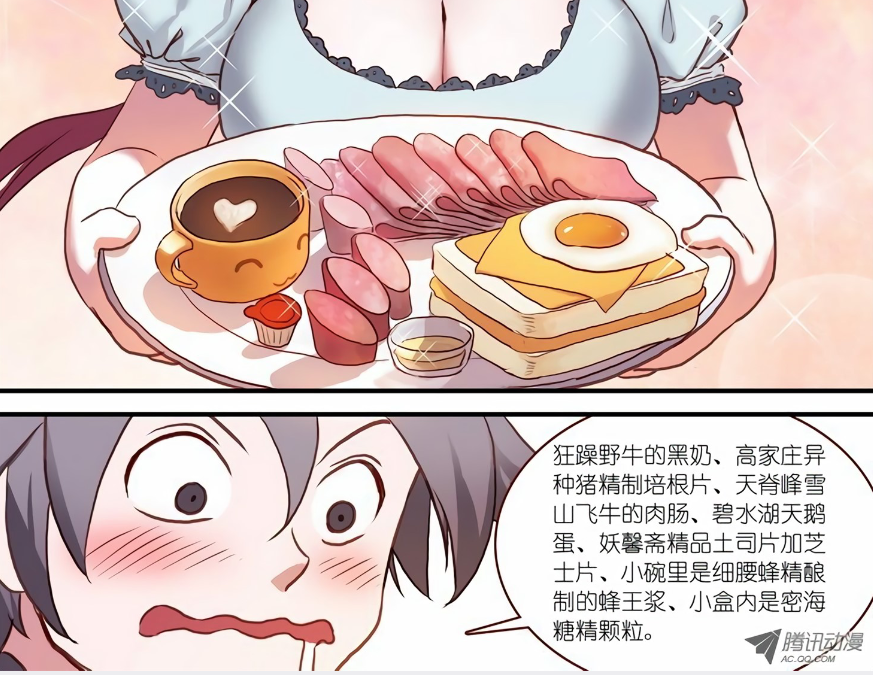 狂躁野牛的黑奶、高家庄异
种猪精制培根片、天脊峰雪
山飞牛的肉肠、碧水湖天鹅
蛋、妖馨斋精品土司片加芝
士片、小碗里是细腰蜂精酿
制的蜂王浆、小盒内是密海
糖精颗粒。
腾讯动漫
AC.QQ.COM